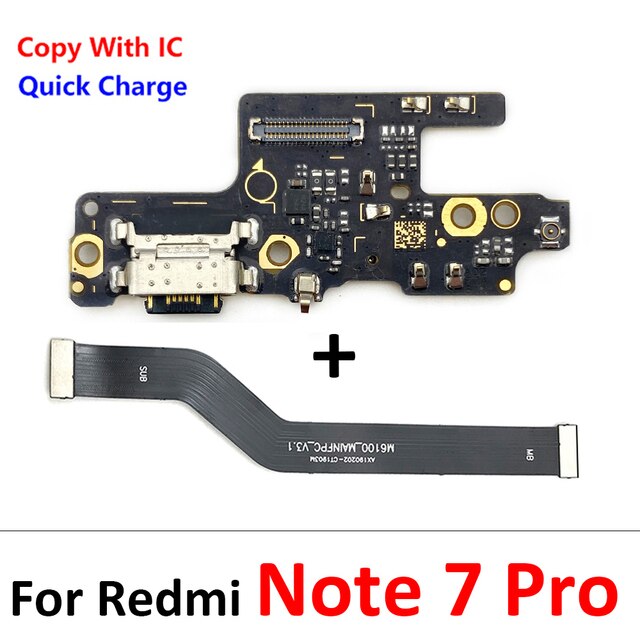 Copy With IC
Quick Charge
+
SUB
M6100_MAINFPC_V3.1
AX190202-CT1903M
MB
For Redmi Note 7 Pro